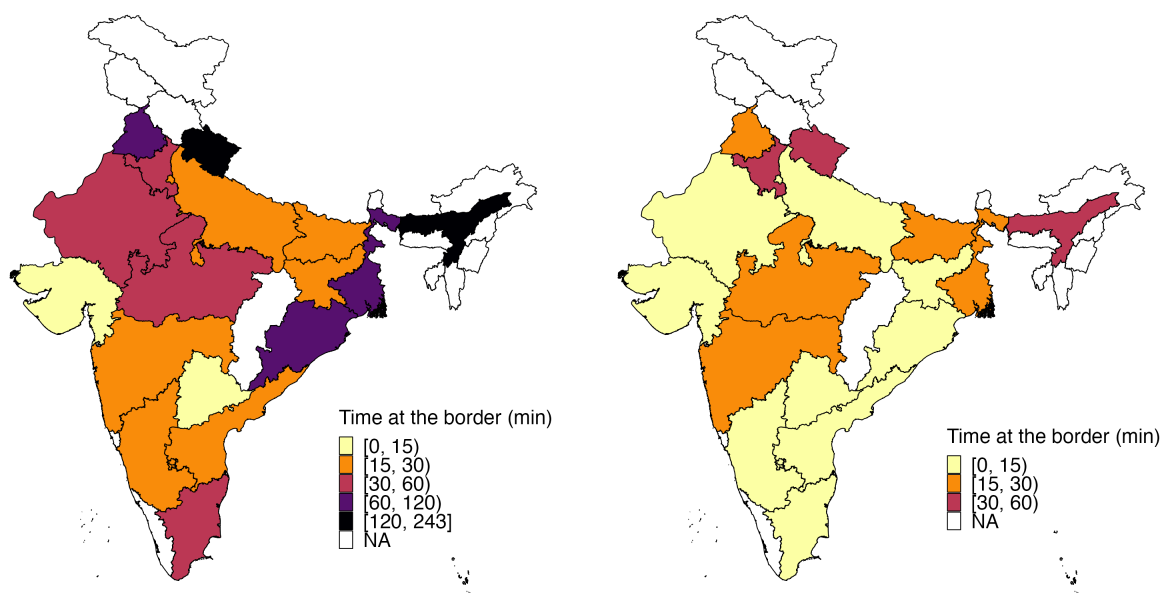 Time at the border (min)
[0, 15)
[15, 30)
[30, 60)
[60, 120)
[120, 243]
NA
Time at the border (min)
[0, 15)
[15, 30)
[30, 60)
NA